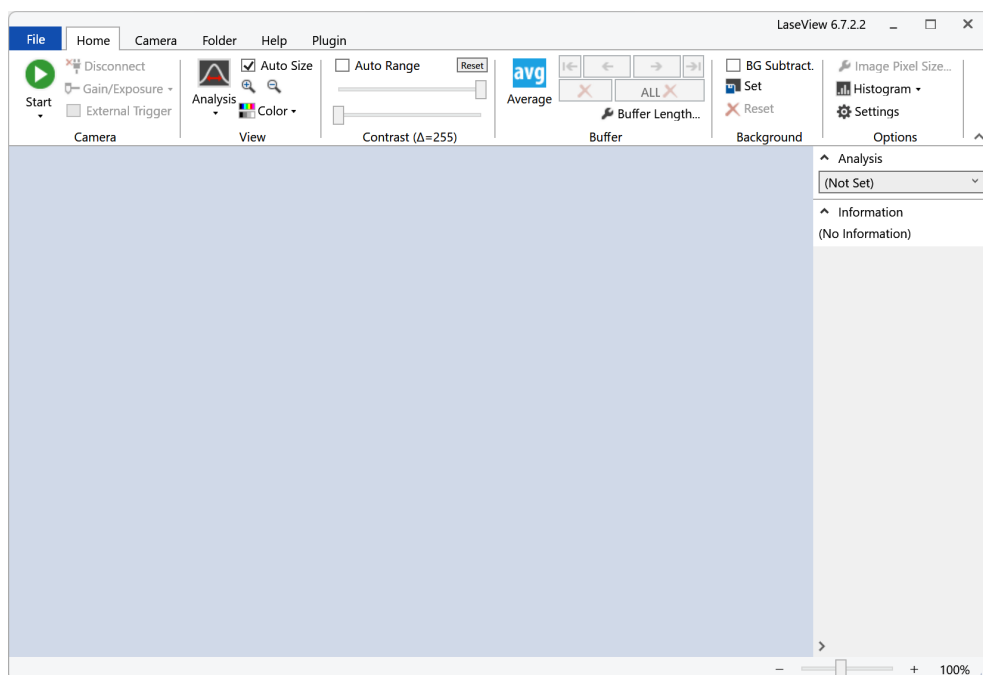 LaseView 6.7.2.2
File Home Camera Folder Help Plugin
Start
Disconnect
Gain/Exposure
External Trigger
Camera
Analysis
Auto Size
Color
View
Auto Range Reset
Contrast (Δ=255)
avg
Average
ALL
Buffer Length...
Buffer
BG Subtract.
Set
Reset
Background
Image Pixel Size...
Histogram
Settings
Options
Analysis
(Not Set)
Information
(No Information)
100%